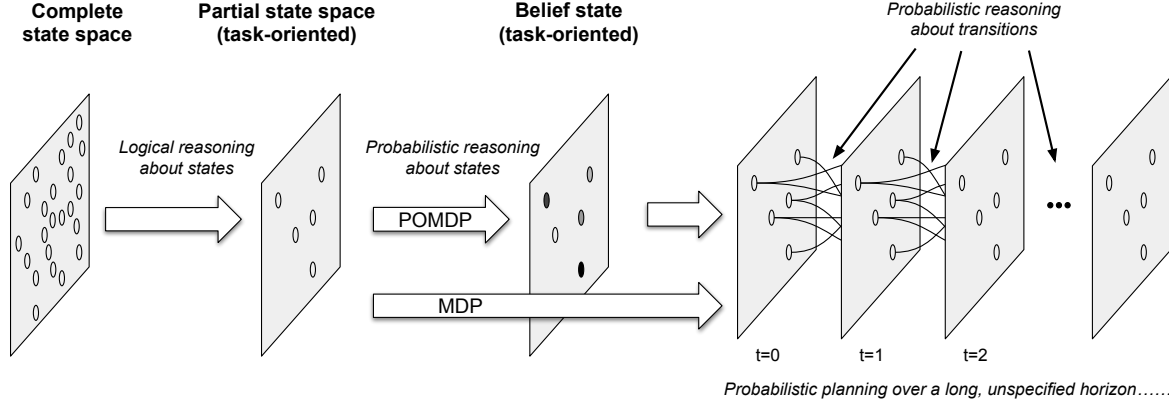 Complete
state space
Partial state space
(task-oriented)
Belief state
(task-oriented)
Probabilistic reasoning
about transitions
Logical reasoning
about states
Probabilistic reasoning
about states
POMDP
MDP
•••
t=0
t=1
t=2
Probabilistic planning over a long, unspecified horizon……